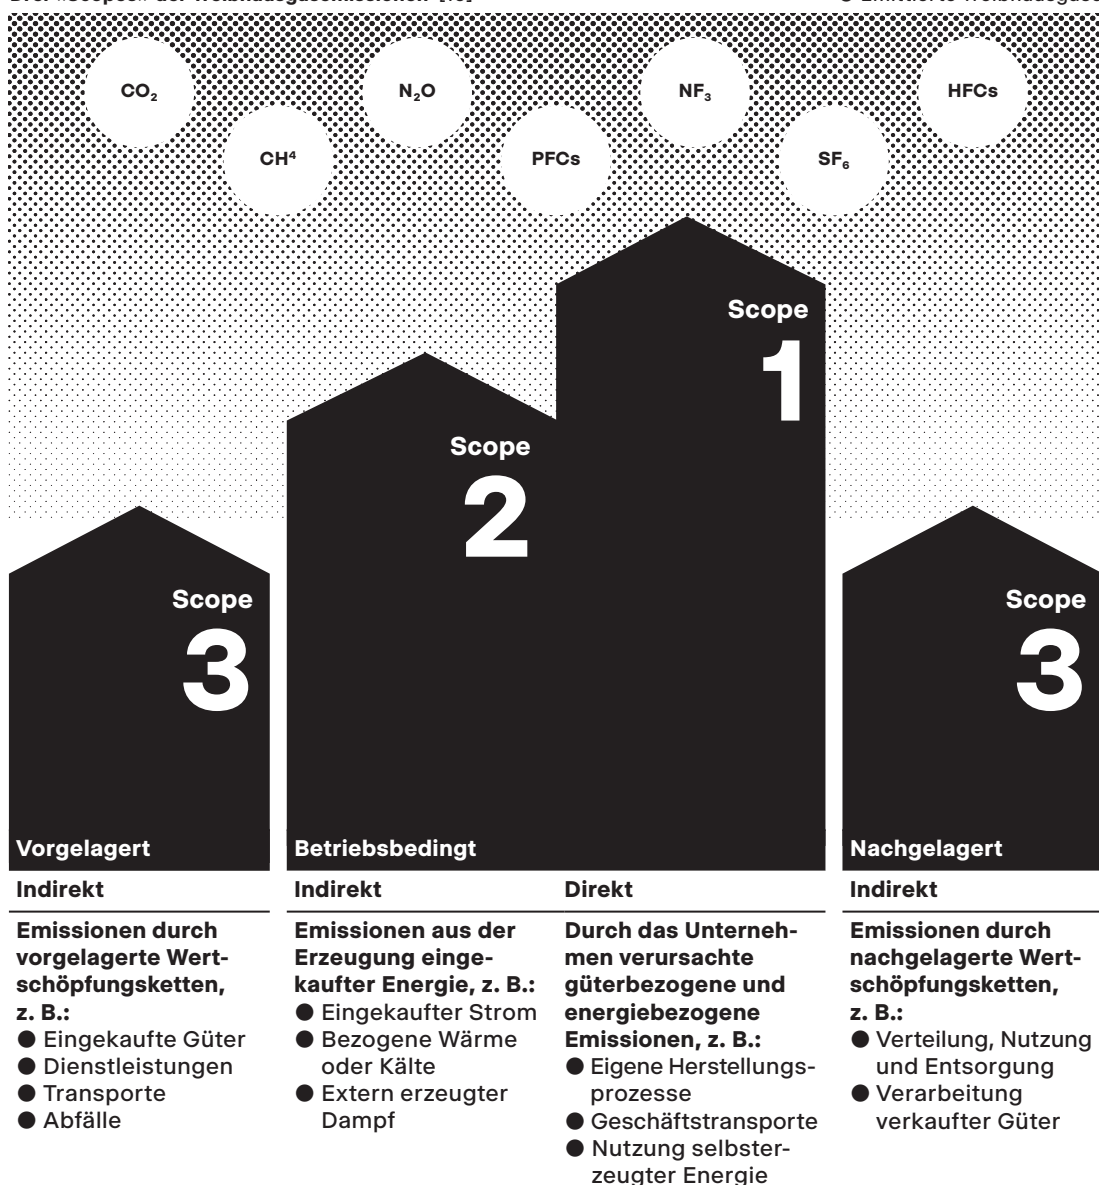 CO₂
N₂O
NF₃
HFCs
CH⁴
PFCs
SF₆
Scope
1
Scope
2
Scope
3
Scope
3
Vorgelagert
Indirekt
Emissionen durch
vorgelagerte Wert-
schöpfungsketten,
z. B.:
● Eingekaufte Güter
● Dienstleistungen
● Transporte
● Abfälle
Betriebsbedingt
Indirekt
Emissionen aus der
Erzeugung einge-
kaufter Energie, z. B.:
● Eingekaufter Strom
● Bezogene Wärme
oder Kälte
● Extern erzeugter
Dampf
Direkt
Durch das Unterneh-
men verursachte
güterbezogene und
energiebezogene
Emissionen, z. B.:
● Eigene Herstellungs-
prozesse
● Geschäftstransporte
● Nutzung selbster-
zeugter Energie
Nachgelagert
Indirekt
Emissionen durch
nachgelagerte Wert-
schöpfungsketten,
z. B.:
● Verteilung, Nutzung
und Entsorgung
● Verarbeitung
verkaufter Güter